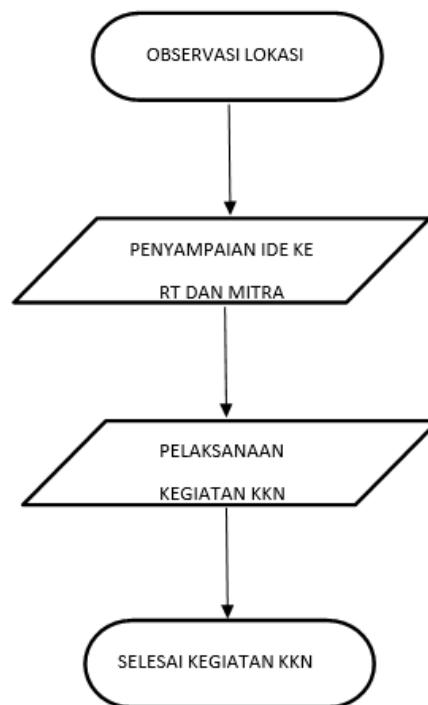 OBSERVASI LOKASI
PENYAMPAIAN IDE KE
RT DAN MITRA
PELAKSANAAN
KEGIATAN KKN
SELESAI KEGIATAN KKN